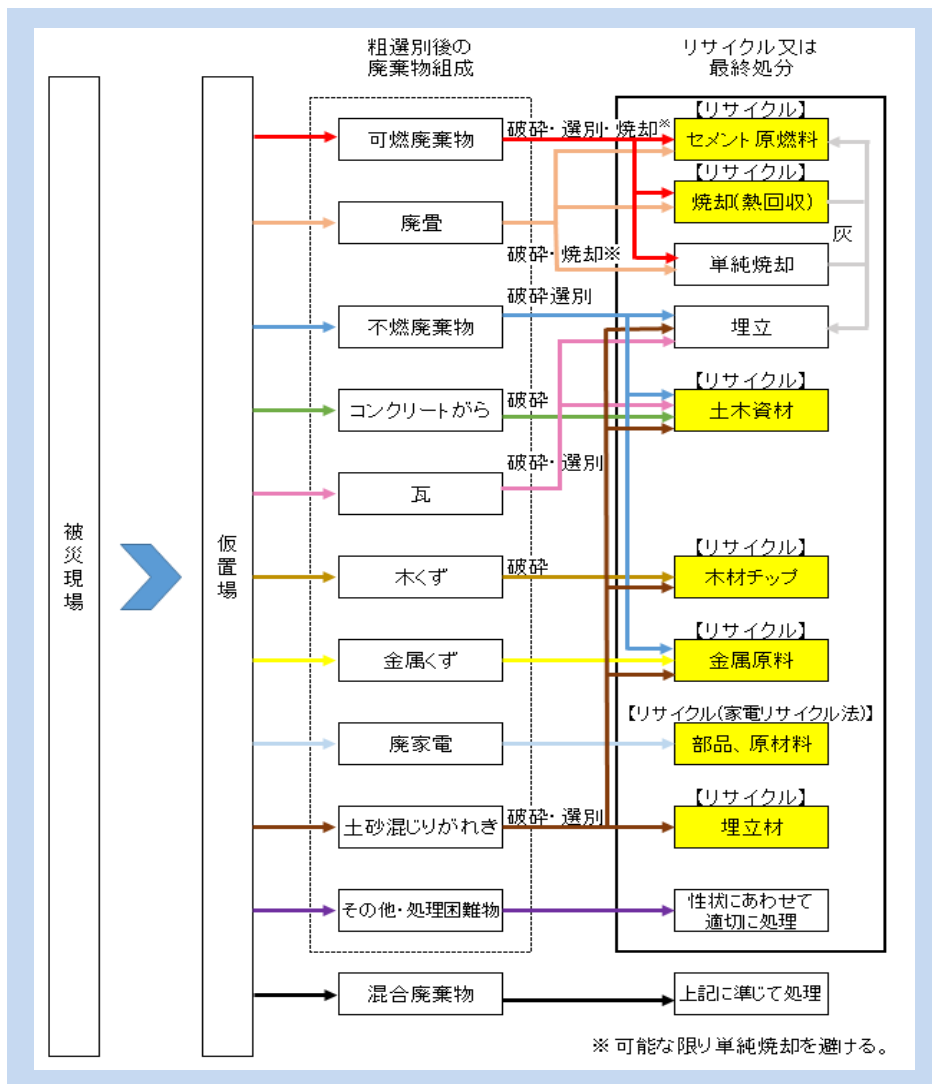 粗選別後の
廃棄物組成
リサイクル又は
最終処分
被災現場
仮置場
可燃廃棄物
破砕・選別・焼却※
【リサイクル】
セメント原燃料
【リサイクル】
焼却(熱回収)
廃畳
破砕・焼却※
単純焼却
灰
不燃廃棄物
破砕選別
埋立
コンクリートがら
破砕
【リサイクル】
土木資材
瓦
破砕・選別
木くず
破砕
【リサイクル】
木材チップ
金属くず
【リサイクル】
金属原料
廃家電
【リサイクル(家電リサイクル法)】
部品、原材料
土砂混じりがれき
破砕・選別
【リサイクル】
埋立材
その他・処理困難物
性状にあわせて
適切に処理
混合廃棄物
上記に準じて処理
※可能な限り単純焼却を避ける。